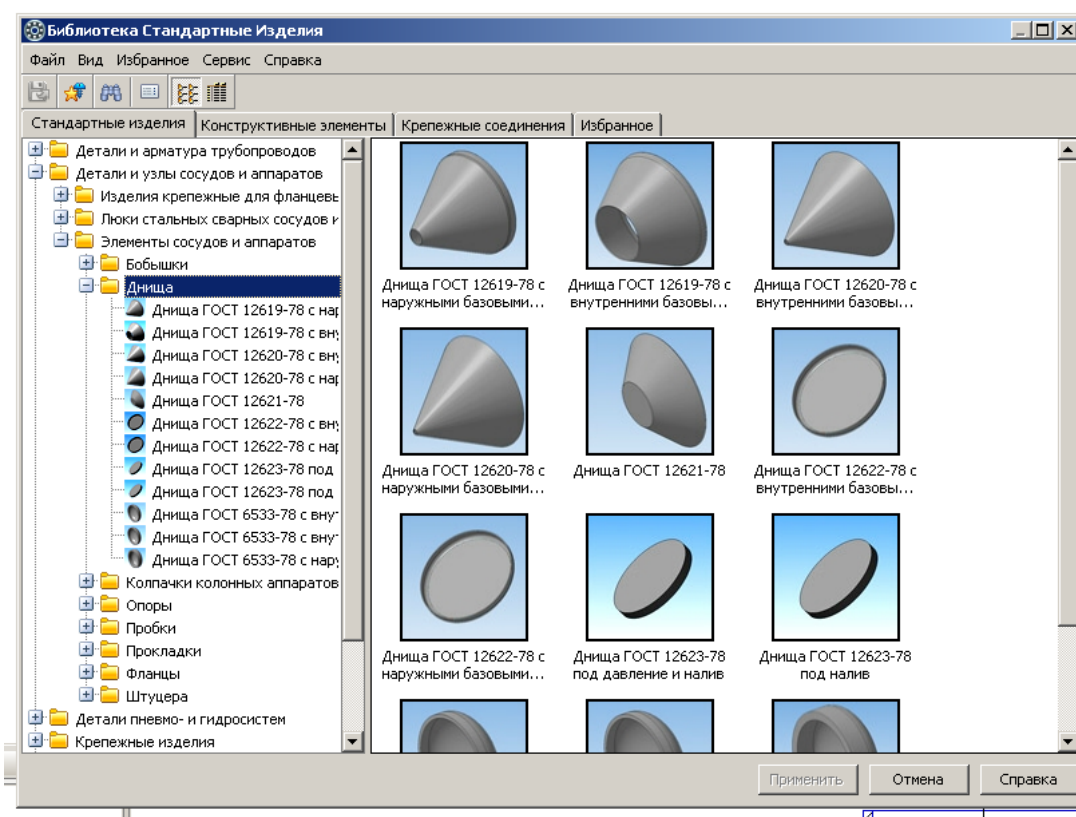 Библиотека Стандартные Изделия
Файл Вид Избранное Сервис Справка
Стандартные изделия Конструктивные элементы Крепежные соединения Избранное
Детали и арматура трубопроводов
Детали и узлы сосудов и аппаратов
Изделия крепежные для фланцевь
Люки стальных сварных сосудов и
Элементы сосудов и аппаратов
Бобышки
Днища
Днища ГОСТ 12619-78 с нар
Днища ГОСТ 12619-78 с вну
Днища ГОСТ 12620-78 с вну
Днища ГОСТ 12620-78 с нар
Днища ГОСТ 12621-78
Днища ГОСТ 12622-78 с вну
Днища ГОСТ 12622-78 с нар
Днища ГОСТ 12623-78 под
Днища ГОСТ 12623-78 под
Днища ГОСТ 6533-78 с внут
Днища ГОСТ 6533-78 с внут
Днища ГОСТ 6533-78 с нару
Колпачки колонных аппаратов
Опоры
Пробки
Прокладки
Фланцы
Штуцера
Детали пневмо- и гидросистем
Крепежные изделия
Днища ГОСТ 12619-78 с
наружными базовыми...
Днища ГОСТ 12619-78 с
внутренними базовы...
Днища ГОСТ 12620-78 с
внутренними базовы...
Днища ГОСТ 12620-78 с
наружными базовыми...
Днища ГОСТ 12621-78
Днища ГОСТ 12622-78 с
внутренними базовы...
Днища ГОСТ 12622-78 с
наружными базовыми...
Днища ГОСТ 12623-78
под давление и налив
Днища ГОСТ 12623-78
под налив
Применить Отмена Справка